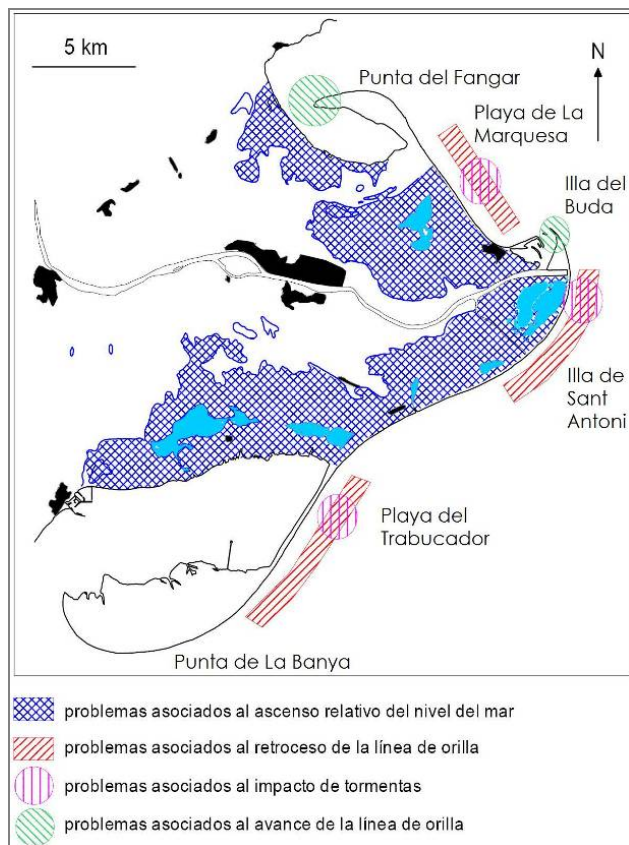 5 km
N
Punta del Fangar
Playa de La
Marquesa
Illa del
Buda
Illa de
Sant
Antoni
Playa del
Trabucador
Punta de La Banya
problemas asociados al ascenso relativo del nivel del mar
problemas asociados al retroceso de la línea de orilla
problemas asociados al impacto de tormentas
problemas asociados al avance de la línea de orilla